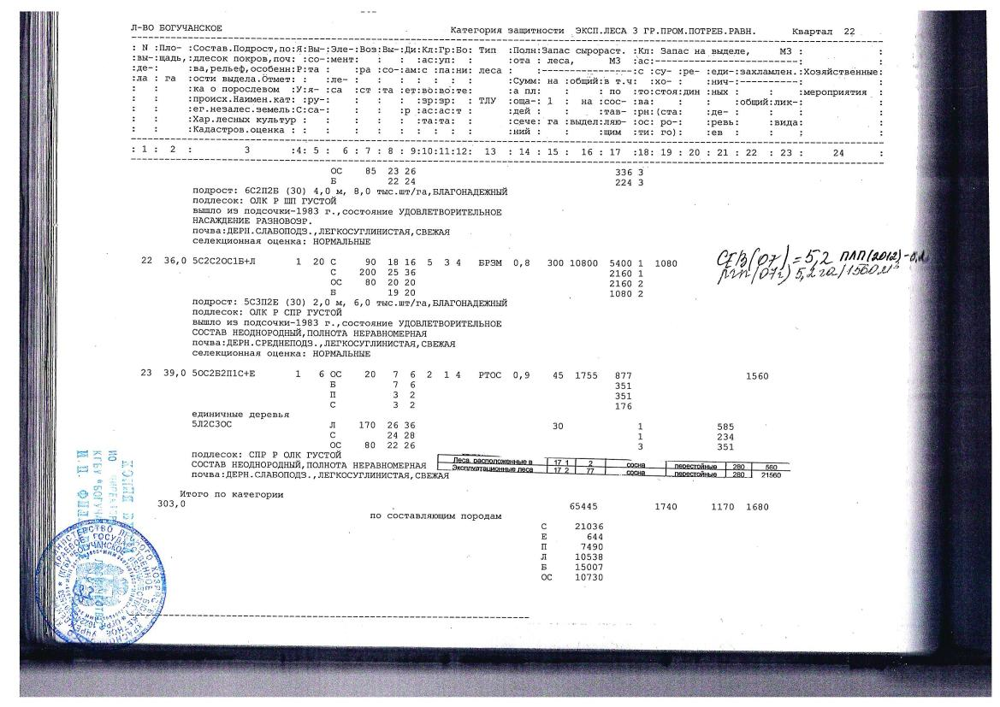 Л-ВО БОГУЧАНСКОЕ Категория защитности ЭКСП.ЛЕСА 3 ГР.ПРОМ.ПОТРЕБ.РАВН. Квартал 22
: N :Пло- :Состав.Подрост,по:Я:Вы-:Эле-:Воз:Вы-:Ди:Кл:Гр:Бо: Тип :Полн:Запас сырораст. :Кл: Запас на выделе, МЗ : :
:вы-:щадь,:длесок покров,поч: :со-:мент: : : :ас:уп: : :ота : леса, МЗ :ас:-----------------------: :
:де-: :ва,рельеф,особенн:Р:та : :ра :со-:ам:с :па:ни: леса :-----:-----------------:с :су- : ре- :еди-:захламлен.:Хозяйственные:
:ла : га :ости выдела.Отмет: : :ле- : : : : : : : :Сумм: на :общий:в т.ч: :хо- : :нич-:----------: :
: : :ка о порослевом :У:я- :са :ст :та :ет:во:во:те: :а пл: : : по :то:стоя:дин :ных : : :мероприятия :
: : :происх.Наимен.кат: :ру-: : : : :зр:зр: : ТЛУ :оща-: 1 : на :сос- :ва: : : :общий:лик-: :
: : :ег.незалес.земель:С:са-: : : :р :ас:ас:т : :дей : : :тав- :рн:(ста: :де- : : : :
: : :Хар.лесных культур : : : : : : :та:та: : :сече: га :выдел:ляю- :ос: ро- : :ревь: :вида: :
: : :Кадастров.оценка : : : : : : : : : : : :ний : : :щим :ти: го): :ев : : : :
: 1 : 2 : 3 :4: 5 : 6 : 7 : 8 : 9:10:11:12: 13 : 14 : 15 : 16 : 17 :18: 19 : 20 : 21 : 22 : 23 : 24 :
ОС 85 23 26 336 3
Б 22 24 224 3
подрост: 6С2П2Б (30) 4,0 м, 8,0 тыс.шт/га,БЛАГОНАДЕЖНЫЙ
подлесок: ОЛК Р ШП ГУСТОЙ
вышло из подсочки-1983 г.,состояние УДОВЛЕТВОРИТЕЛЬНОЕ
НАСАЖДЕНИЕ РАЗНОВОЗР.
почва:ДЕРН.СЛАБОПОДЗ.,ЛЕГКОСУГЛИНИСТАЯ,СВЕЖАЯ
селекционная оценка: НОРМАЛЬНЫЕ
22 36,0 5С2С2ОС1Б+Л 1 20 С 90 18 16 5 3 4 БРЗМ 0,8 300 10800 5400 1 1080
С 200 25 36 2160 1
ОС 80 20 20 2160 2
Б 19 20 1080 2
(07) = 5,2 ПЛП(2012)-
(07г) 5,2 га/1560м³
подрост: 5С3П2Е (30) 2,0 м, 6,0 тыс.шт/га,БЛАГОНАДЕЖНЫЙ
подлесок: ОЛК Р СПР ГУСТОЙ
вышло из подсочки-1983 г.,состояние УДОВЛЕТВОРИТЕЛЬНОЕ
СОСТАВ НЕОДНОРОДНЫЙ,ПОЛНОТА НЕРАВНОМЕРНАЯ
почва:ДЕРН.СРЕДНЕПОДЗ.,ЛЕГКОСУГЛИНИСТАЯ,СВЕЖАЯ
селекционная оценка: НОРМАЛЬНЫЕ
23 39,0 5ОС2Б2П1С+Е 1 6 ОС 20 7 6 2 1 4 РТОС 0,9 45 1755 877 1560
Б 7 6 351
П 3 2 351
С 3 2 176
единичные деревья
5Л2С3ОС Л 170 26 36 30 1 585
С 24 28 1 234
ОС 80 22 26 3 351
подлесок: СПР Р ОЛК ГУСТОЙ
СОСТАВ НЕОДНОРОДНЫЙ,ПОЛНОТА НЕРАВНОМЕРНАЯ
почва:ДЕРН.СЛАБОПОДЗ.,ЛЕГКОСУГЛИНИСТАЯ,СВЕЖАЯ
Леса, расположенные в 17 1 2 сосна перестойные 280 560
Эксплуатационные леса 17 2 77 сосна перестойные 280 21560
Итого по категории
303,0 65445 1740 1170 1680
по составляющим породам
С 21036
Е 644
П 7490
Л 10538
Б 15007
ОС 10730